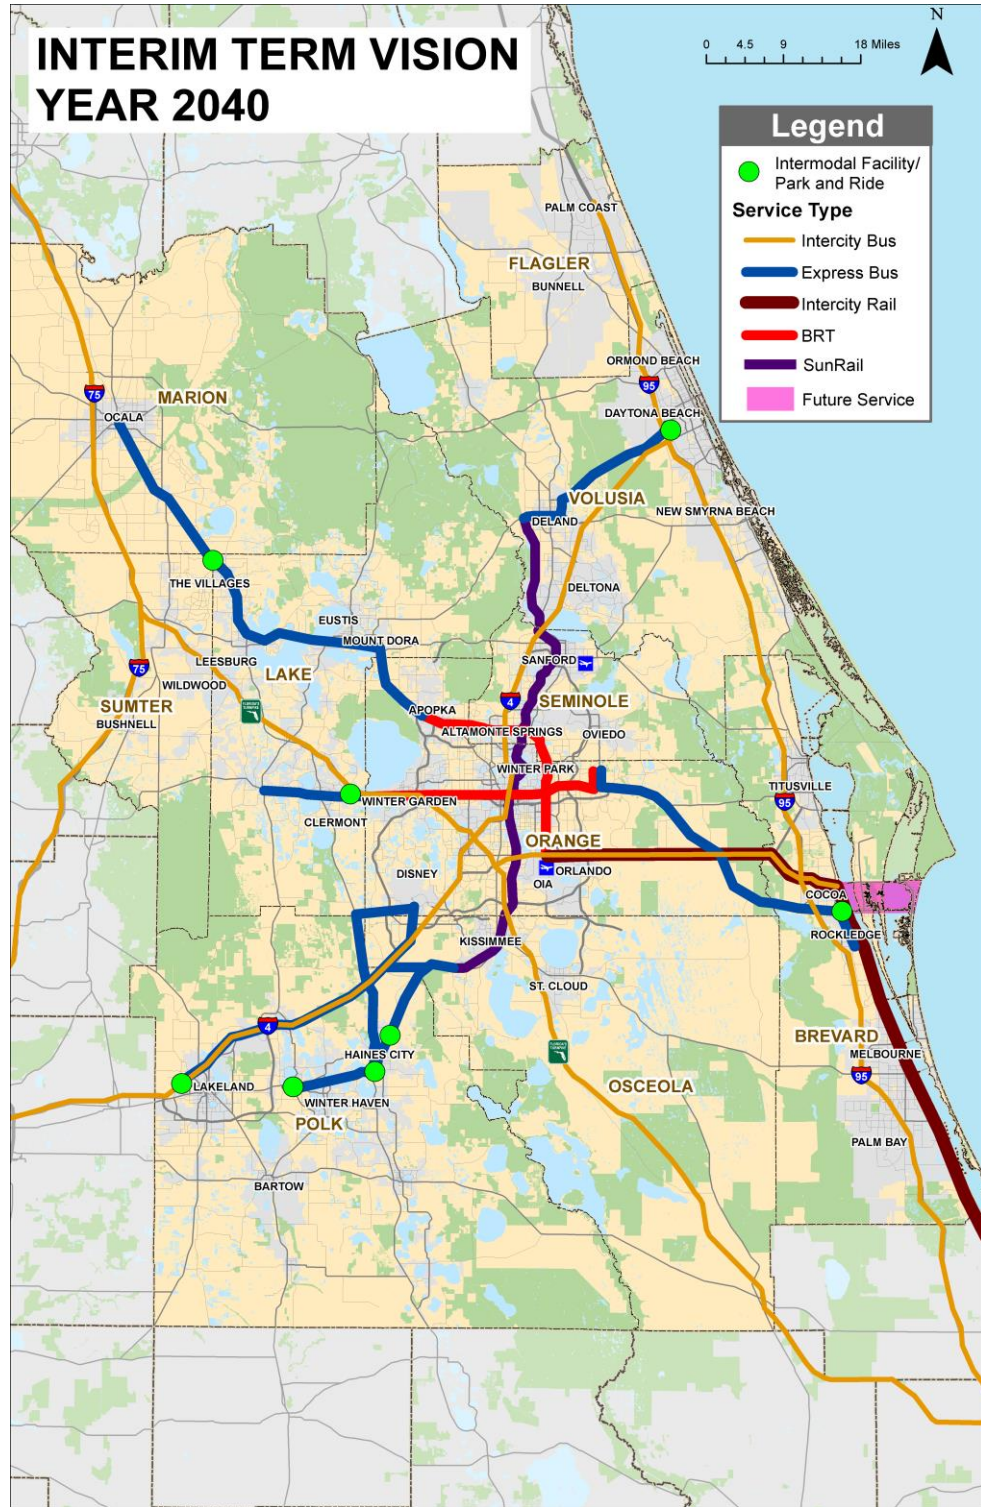 INTERIM TERM VISION
YEAR 2040
N
0 4.5 9 18 Miles
Legend
Intermodal Facility/
Park and Ride
Service Type
Intercity Bus
Express Bus
Intercity Rail
BRT
SunRail
Future Service
PALM COAST
FLAGLER
BUNNELL
ORMOND BEACH
95
75
MARION
DAYTONA BEACH
OCALA
VOLUSIA
NEW SMYRNA BEACH
DELAND
THE VILLAGES
DELTONA
EUSTIS
MOUNT DORA
LEESBURG
SANFORD
75
LAKE
WILDWOOD
4
SEMINOLE
SUMTER
APOPKA
BUSHNELL
ALTAMONTE SPRINGS
OVIEDO
WINTER PARK
TITUSVILLE
WINTER GARDEN
95
CLERMONT
ORANGE
DISNEY
ORLANDO
OIA
COCOA
ROCKLEDGE
KISSIMMEE
ST. CLOUD
4
BREVARD
HAINES CITY
MELBOURNE
95
LAKELAND
OSCEOLA
WINTER HAVEN
POLK
PALM BAY
BARTOW